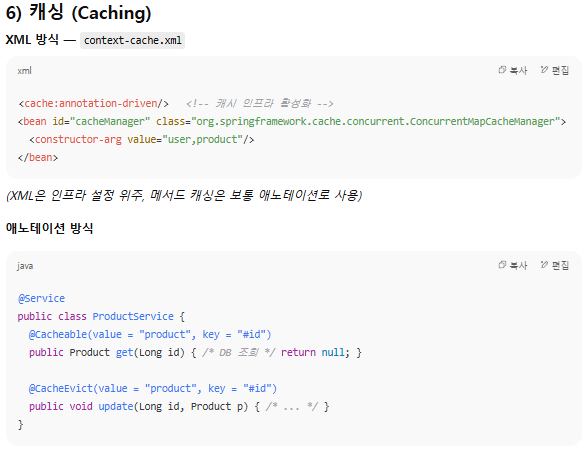 6) 캐싱 (Caching)
XML 방식 — context-cache.xml
xml
복사
편집
<cache:annotation-driven/>   <!-- 캐시 인프라 활성화 -->
<bean id="cacheManager" class="org.springframework.cache.concurrent.ConcurrentMapCacheManager">
  <constructor-arg value="user,product"/>
</bean>
(XML은 인프라 설정 위주, 메서드 캐싱은 보통 애노테이션로 사용)
애노테이션 방식
java
복사
편집
@Service
public class ProductService {
  @Cacheable(value = "product", key = "#id")
  public Product get(Long id) { /* DB 조회 */ return null; }
  @CacheEvict(value = "product", key = "#id")
  public void update(Long id, Product p) { /* ... */ }
}